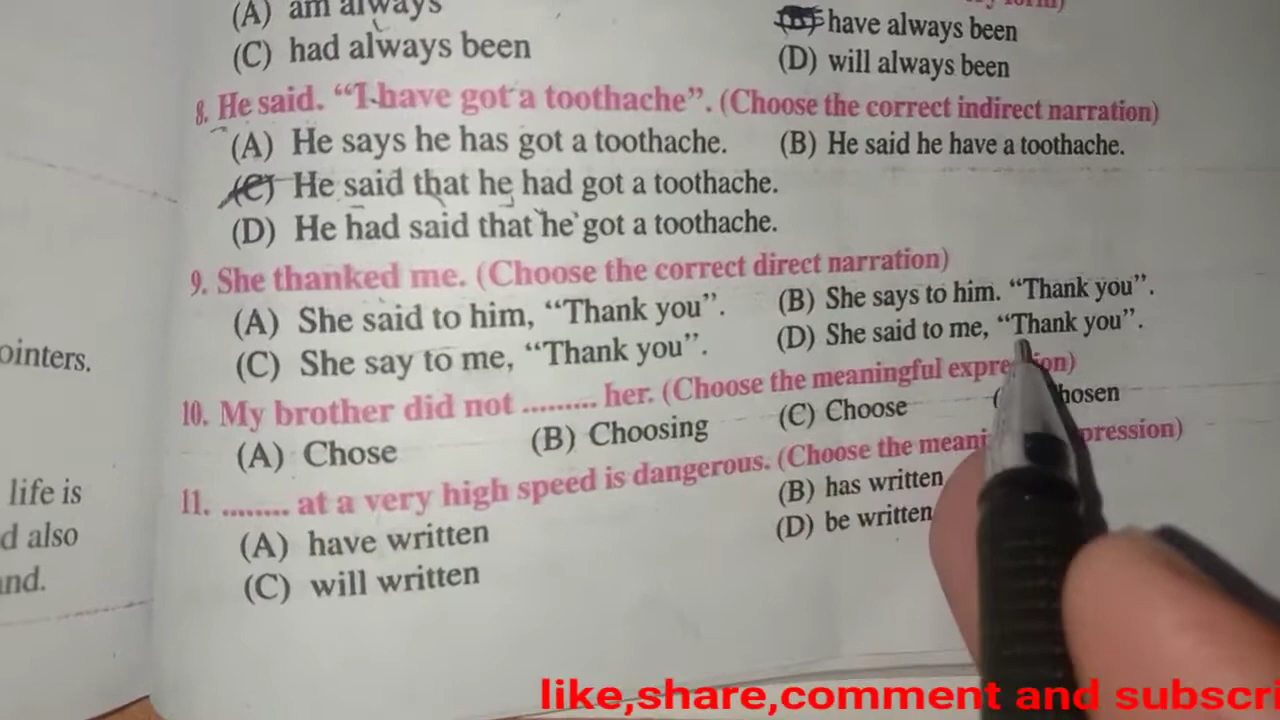 (A) am always
y form)
(B) have always been
(C) had always been
(D) will always been
8. He said. “I have got a toothache”. (Choose the correct indirect narration)
(A) He says he has got a toothache. (B) He said he have a toothache.
(C) He said that he had got a toothache.
(D) He had said that he got a toothache.
9. She thanked me. (Choose the correct direct narration)
(A) She said to him, “Thank you”. (B) She says to him. “Thank you”.
(C) She say to me, “Thank you”. (D) She said to me, “Thank you”.
10. My brother did not ......... her. (Choose the meaningful expre ion)
(A) Chose (B) Choosing (C) Choose ( hosen
11. ........ at a very high speed is dangerous. (Choose the meani pression)
(A) have written (B) has written
(C) will written (D) be written
ointers.
life is
d also
and.
like,share,comment and subscri